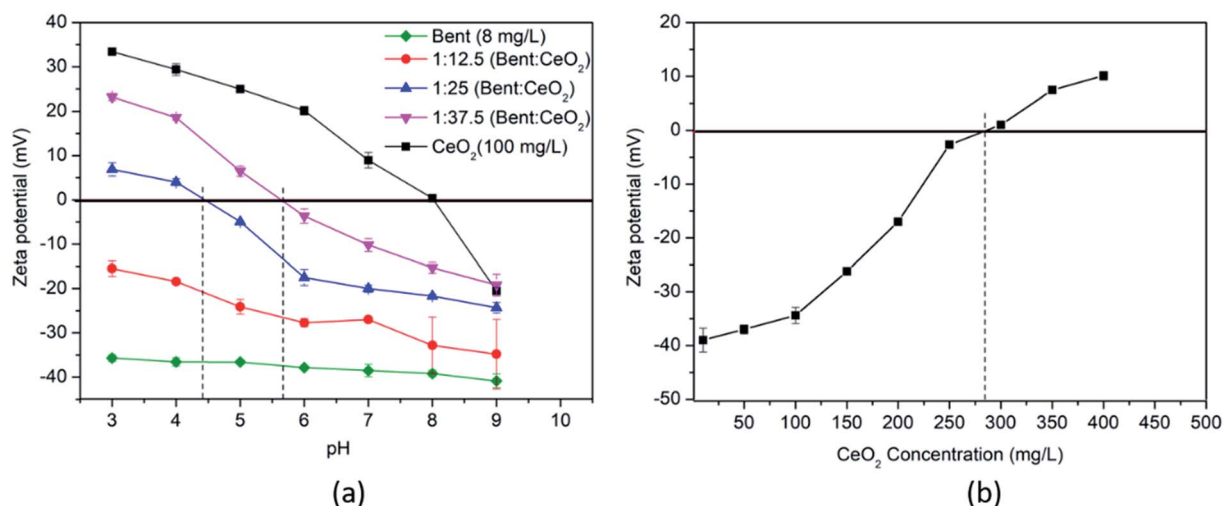 40
30
20
10
0
-10
-20
-30
-40
Zeta potential (mV)
Bent (8 mg/L)
1:12.5 (Bent:CeO₂)
1:25 (Bent:CeO₂)
1:37.5 (Bent:CeO₂)
CeO₂(100 mg/L)
3 4 5 6 7 8 9 10
pH
(a)
20
10
0
-10
-20
-30
-40
-50
Zeta potential (mV)
50 100 150 200 250 300 350 400 450 500
CeO₂ Concentration (mg/L)
(b)